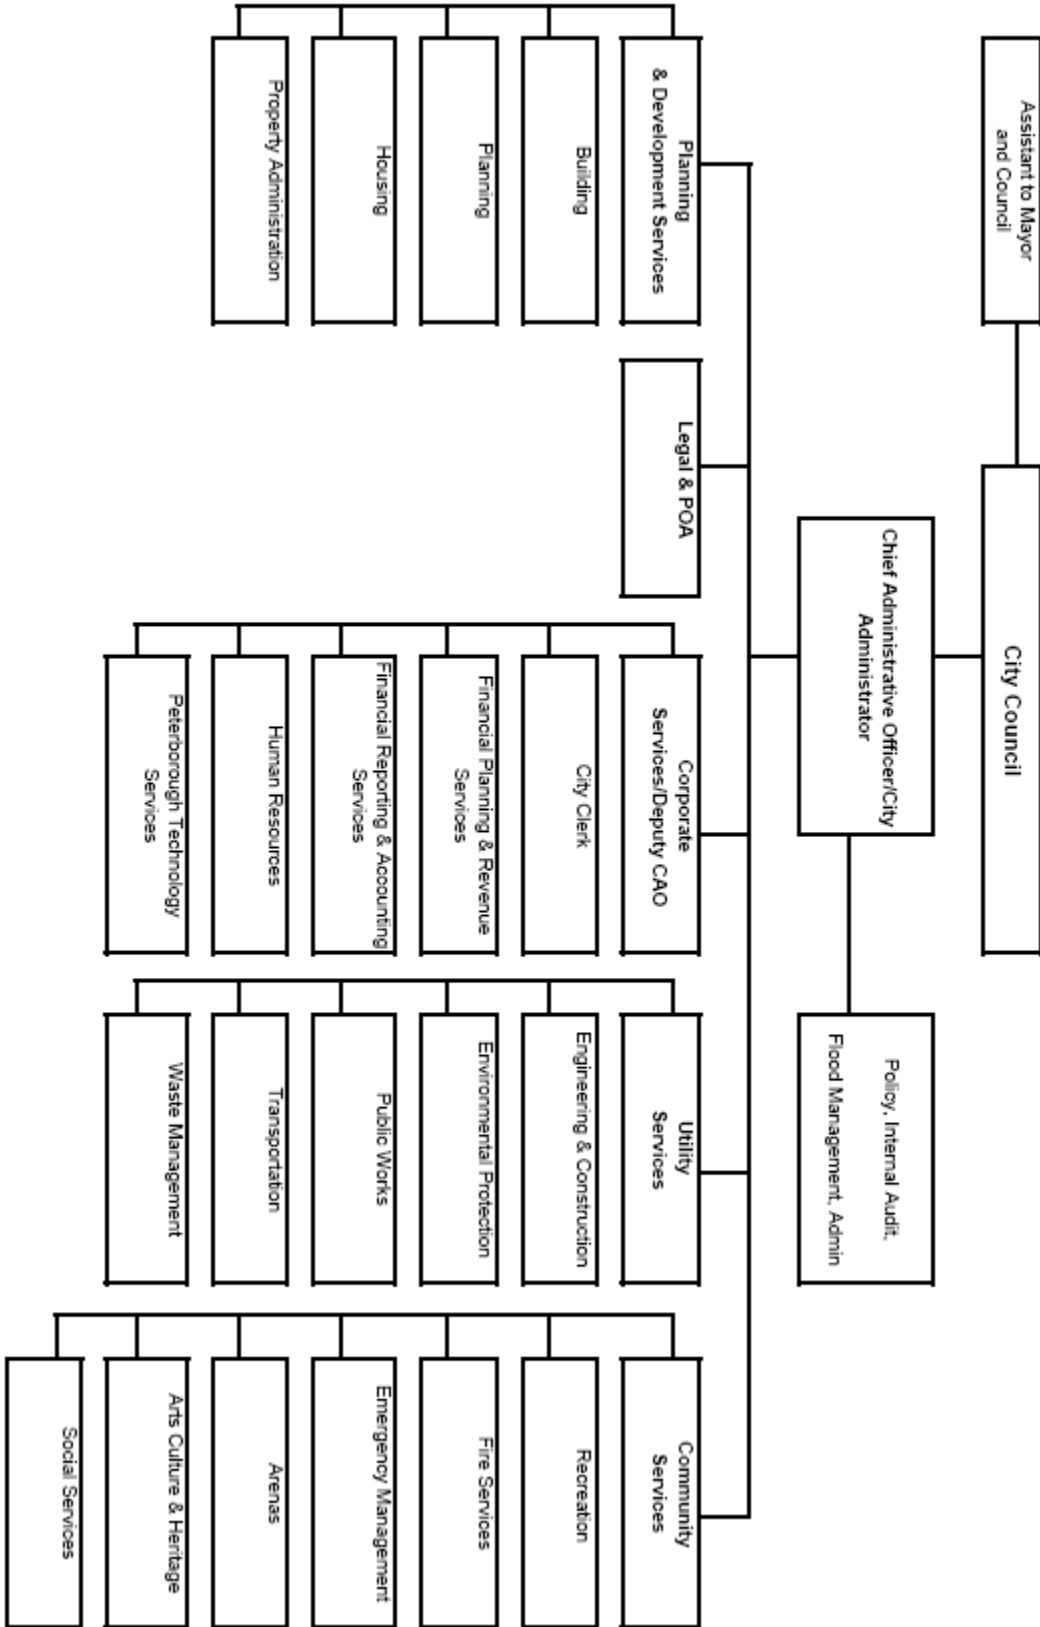 Assistant to Mayor
and Council
City Council
Chief Administrative Officer/City
Administrator
Policy, Internal Audit,
Flood Management, Admin
Planning
& Development Services
Building
Planning
Housing
Property Administration
Legal & POA
Corporate
Services/Deputy CAO
City Clerk
Financial Planning & Revenue
Services
Financial Reporting & Accounting
Services
Human Resources
Peterborough Technology
Services
Utility
Services
Engineering & Construction
Environmental Protection
Public Works
Transportation
Waste Management
Community
Services
Recreation
Fire Services
Emergency Management
Arenas
Arts Culture & Heritage
Social Services